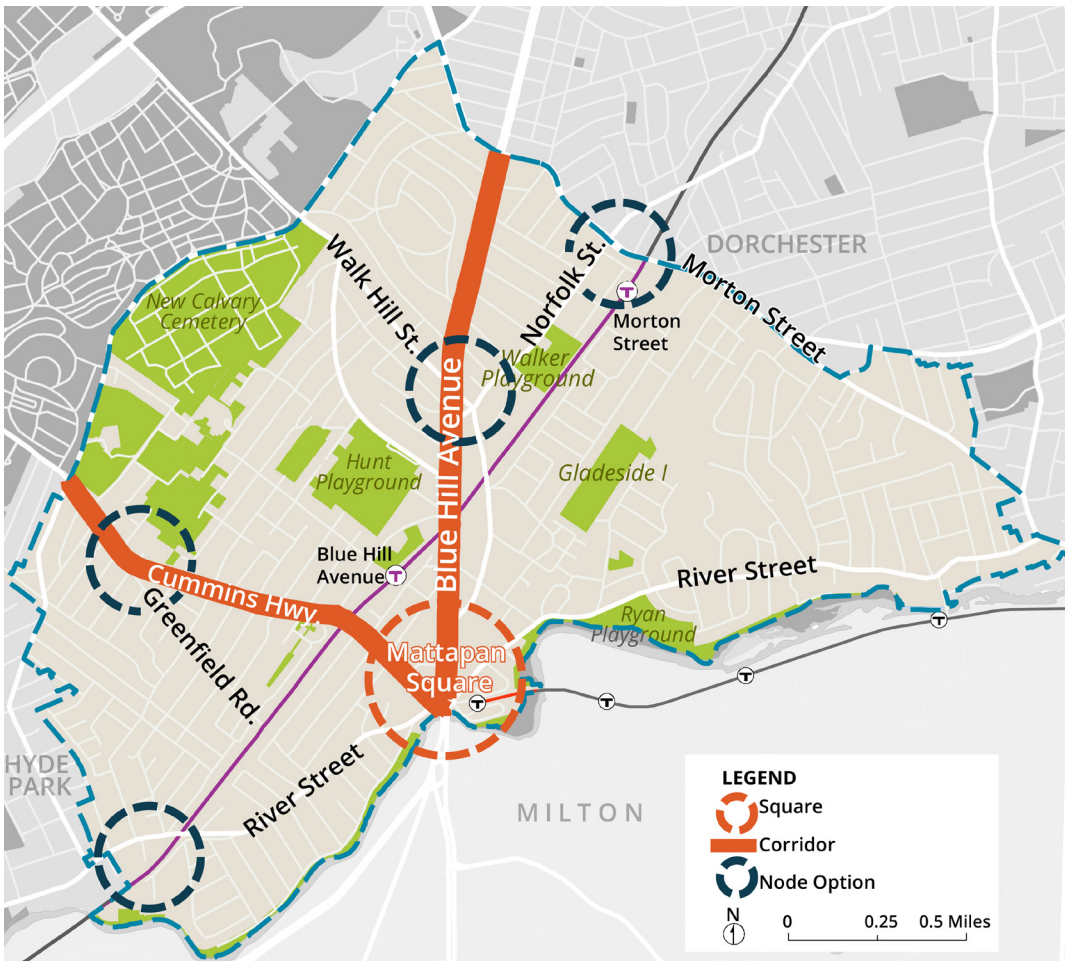 DORCHESTER
Walk Hill St.
Norfolk St.
Morton Street
New Calvary
Cemetery
T
Morton
Street
Walker
Playground
Blue Hill Avenue
Hunt
Playground
Gladeside I
Blue Hill
Avenue
T
Cummins Hwy.
River Street
Greenfield Rd.
Ryan
Playground
T
Mattapan
Square
T
T
T
HYDE
PARK
River Street
MILTON
LEGEND
Square
Corridor
Node Option
N
0 0.25 0.5 Miles